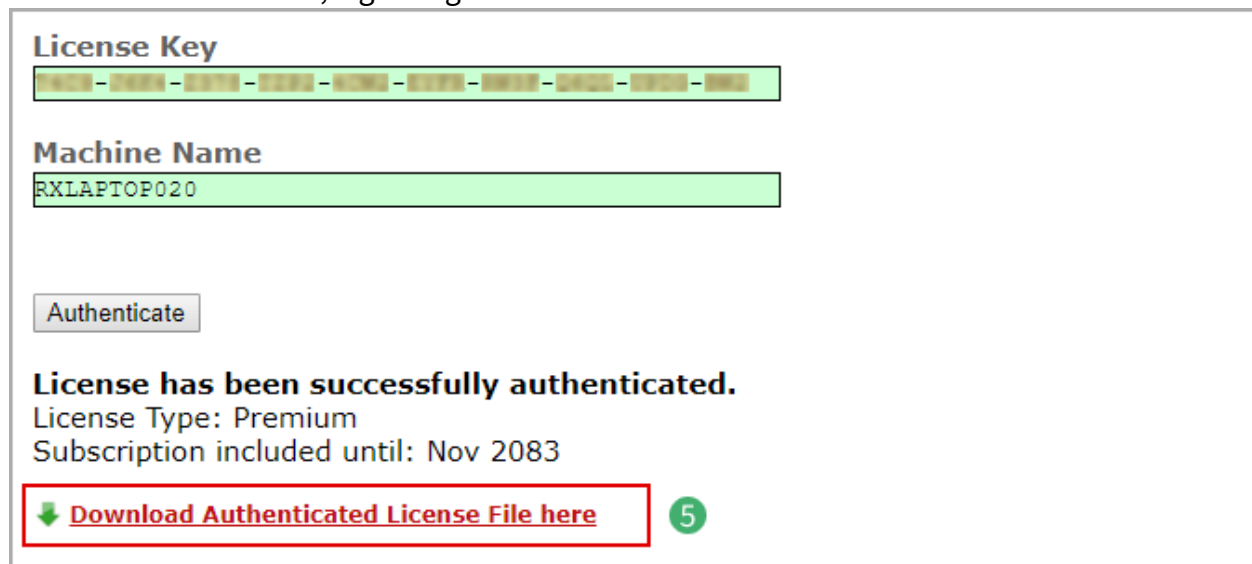 License Key
Machine Name
RXLAPTOP020
Authenticate
License has been successfully authenticated.
License Type: Premium
Subscription included until: Nov 2083
Download Authenticated License File here
5